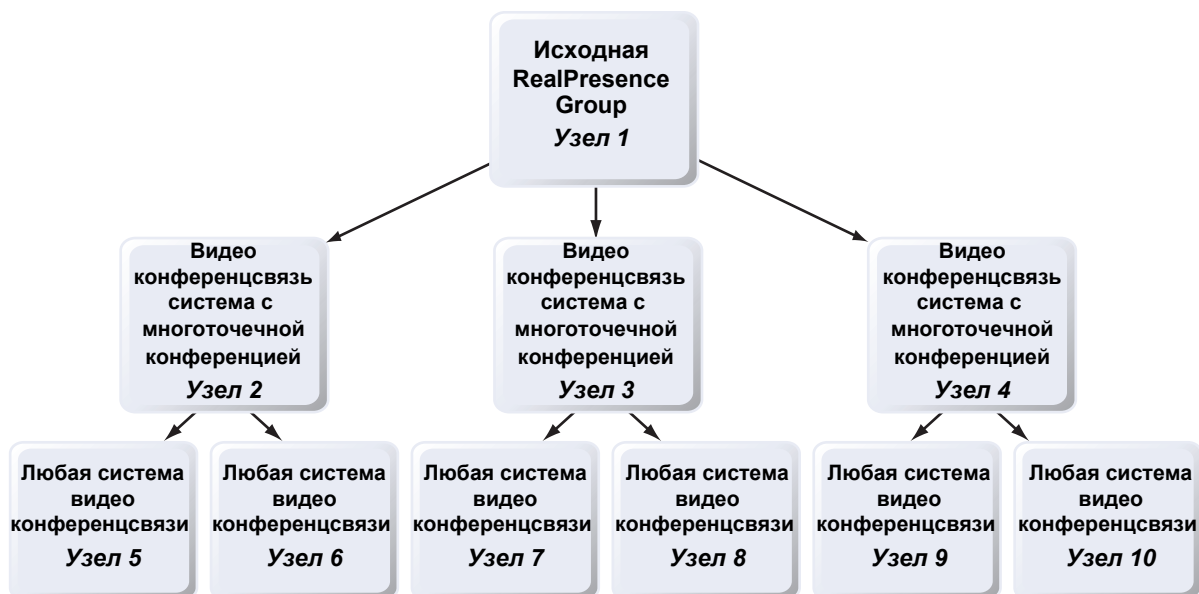 Исходная
RealPresence
Group
Узел 1
Видео
конференцсвязь
система с
многоточечной
конференцией
Узел 2
Видео
конференцсвязь
система с
многоточечной
конференцией
Узел 3
Видео
конференцсвязь
система с
многоточечной
конференцией
Узел 4
Любая система
видео
конференцсвязи
Узел 5
Любая система
видео
конференцсвязи
Узел 6
Любая система
видео
конференцсвязи
Узел 7
Любая система
видео
конференцсвязи
Узел 8
Любая система
видео
конференцсвязи
Узел 9
Любая система
видео
конференцсвязи
Узел 10